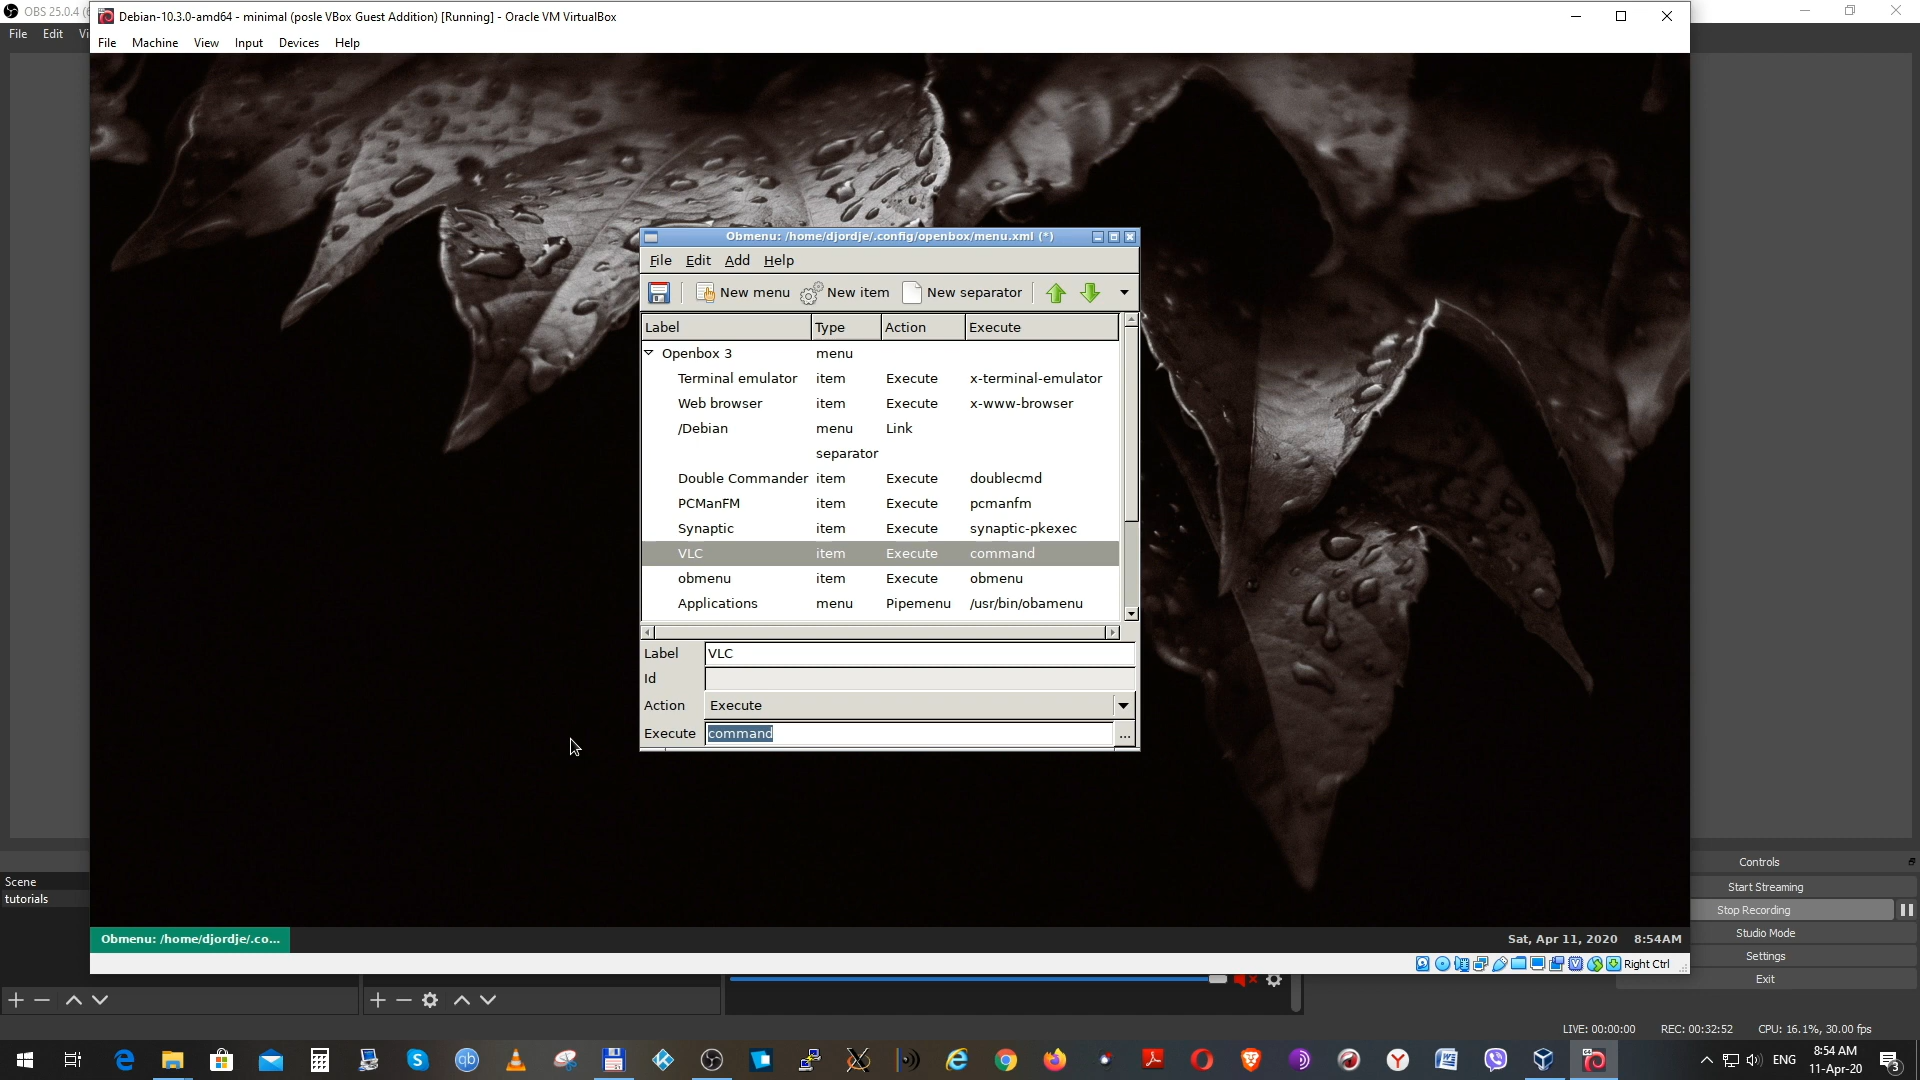 OBS 25.0.4 (6
File Edit Vi
Debian-10.3.0-amd64 - minimal (posle VBox Guest Addition) [Running] - Oracle VM VirtualBox
File Machine View Input Devices Help
Obmenu: /home/djordje/.config/openbox/menu.xml (*)
File Edit Add Help
New menu New item New separator
Label Type Action Execute
Openbox 3 menu
Terminal emulator item Execute x-terminal-emulator
Web browser item Execute x-www-browser
/Debian menu Link
separator
Double Commander item Execute doublecmd
PCManFM item Execute pcmanfm
Synaptic item Execute synaptic-pkexec
VLC item Execute command
obmenu item Execute obmenu
Applications menu Pipemenu /usr/bin/obamenu
Label VLC
Id
Action Execute
Execute command ...
Obmenu: /home/djordje/.co... Sat, Apr 11, 2020 8:54AM
Right Ctrl
Scene
tutorials
Controls
Start Streaming
Stop Recording
Studio Mode
Settings
Exit
LIVE: 00:00:00 REC: 00:32:52 CPU: 16.1%, 30.00 fps
ENG 8:54 AM
11-Apr-20 3